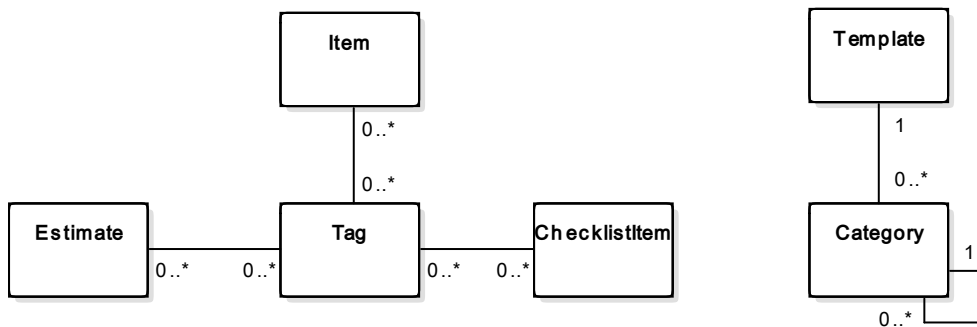 Item
Template
0..*
1
0..*
0..*
Estimate
Tag
ChecklistItem
Category
0..*
0..*
0..*
0..*
1
0..*